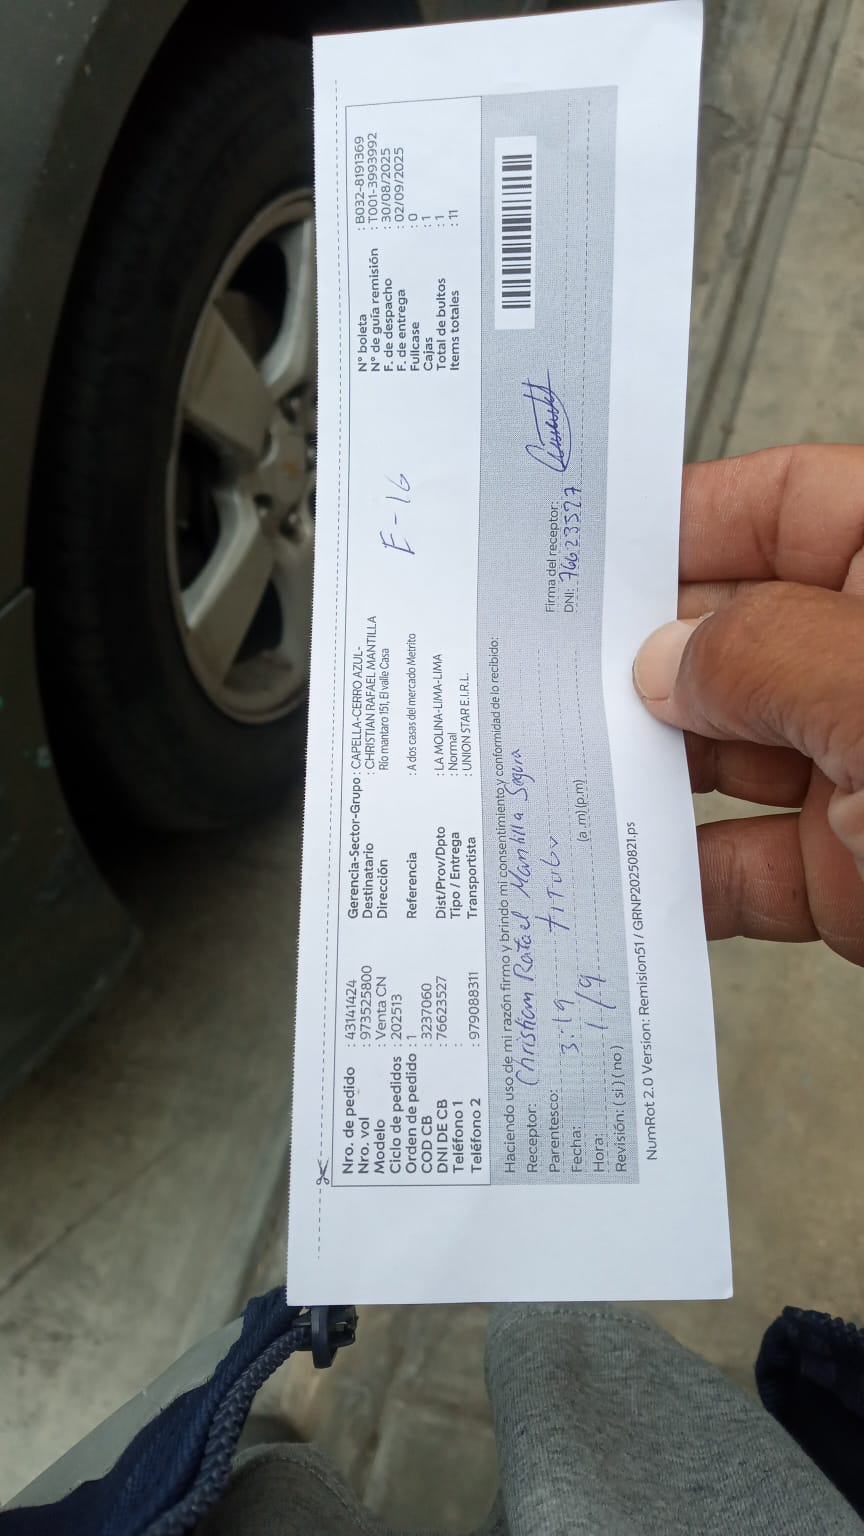 Nro. de pedido : 43141424
Nro. vol : 973525800
Modelo : Venta CN
Ciclo de pedidos : 202513
Orden de pedido : 1
COD CB : 3237060
DNI DE CB : 76623527
Teléfono 1 :
Teléfono 2 : 979088311
Gerencia-Sector-Grupo : CAPELLA-CERRO AZUL-
Destinatario : CHRISTIAN RAFAEL MANTILLA
Dirección Río mantaro 151, El valle Casa
Referencia : A dos casas del mercado Metrito
Dist/Prov/Dpto : LA MOLINA-LIMA-LIMA
Tipo / Entrega : Normal
Transportista : UNION STAR E.I.R.L.
E-16
N° boleta : B032-8191369
N° de guía remisión : T001-3993992
F. de despacho : 30/08/2025
F. de entrega : 02/09/2025
Fullcase : 0
Cajas : 1
Total de bultos : 1
Items totales : 11
Haciendo uso de mi razón firmo y brindo mi consentimiento y conformidad de lo recibido:
Receptor: Christian Rafael Mantilla Segura
Parentesco: titular
Fecha: 3:19 (a.m)(p.m)
Hora: 1/9
Revisión: ( si ) ( no )
Firma del receptor:
DNI: 76623527
NumRot 2.0 Version: Remision51 / GRNP20250821.ps